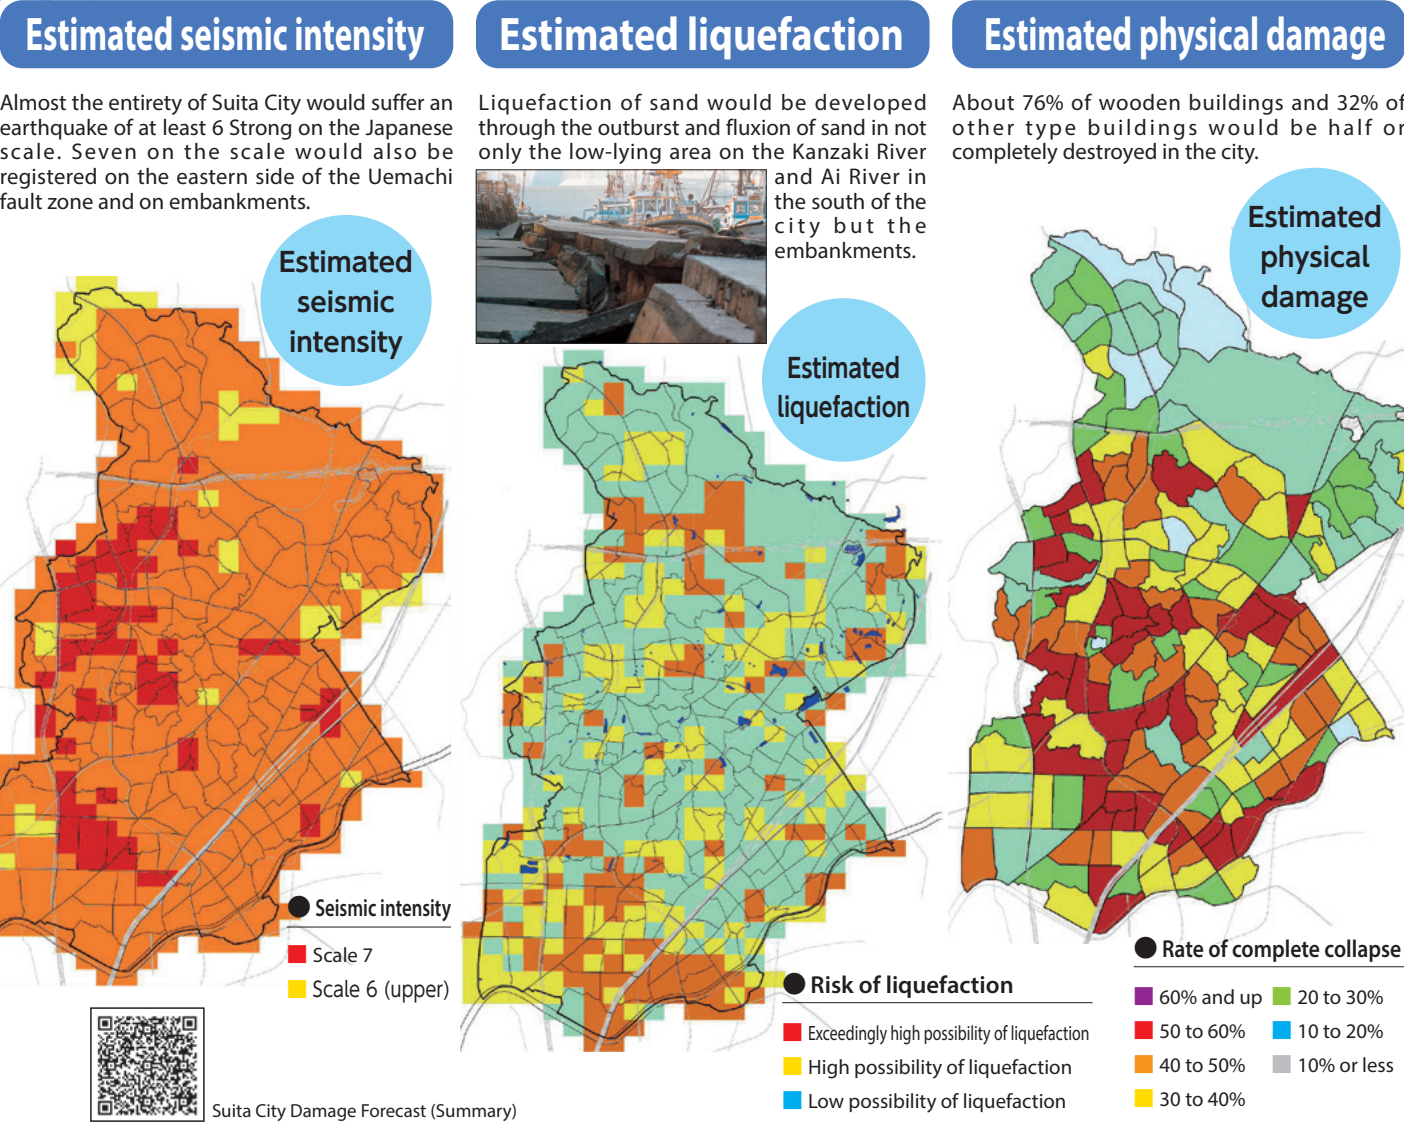 Estimated seismic intensity
Almost the entirety of Suita City would suffer an
earthquake of at least 6 Strong on the Japanese
scale. Seven on the scale would also be
registered on the eastern side of the Uemachi
fault zone and on embankments.
Estimated
seismic
intensity
Seismic intensity
Scale 7
Scale 6 (upper)
Suita City Damage Forecast (Summary)
Estimated liquefaction
Liquefaction of sand would be developed
through the outburst and fluxion of sand in not
only the low-lying area on the Kanzaki River
and Ai River in
the south of the
city but the
embankments.
Estimated
liquefaction
Risk of liquefaction
Exceedingly high possibility of liquefaction
High possibility of liquefaction
Low possibility of liquefaction
Estimated physical damage
About 76% of wooden buildings and 32% of
other type buildings would be half or
completely destroyed in the city.
Estimated
physical
damage
Rate of complete collapse
60% and up
50 to 60%
40 to 50%
30 to 40%
20 to 30%
10 to 20%
10% or less